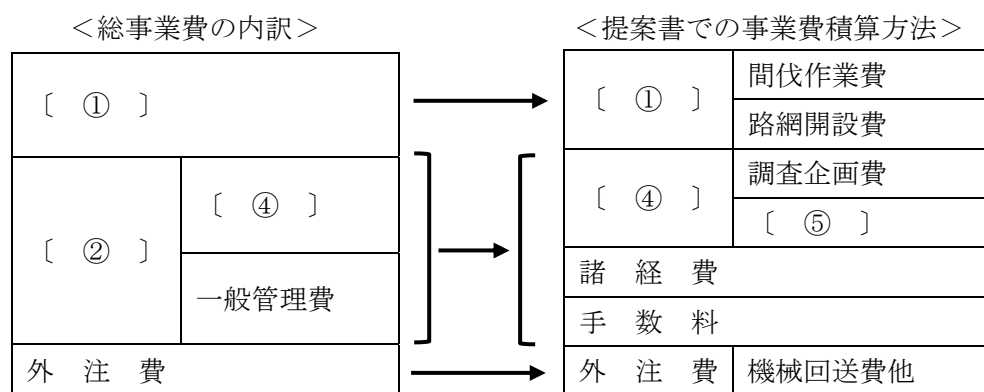 ＜総事業費の内訳＞
〔　①　〕
〔　②　〕
〔　④　〕
一般管理費
外　注　費
＜提案書での事業費積算方法＞
〔　①　〕
間伐作業費
路網開設費
〔　④　〕
調査企画費
〔　⑤　〕
諸　経　費
手　数　料
外　注　費
機械回送費他